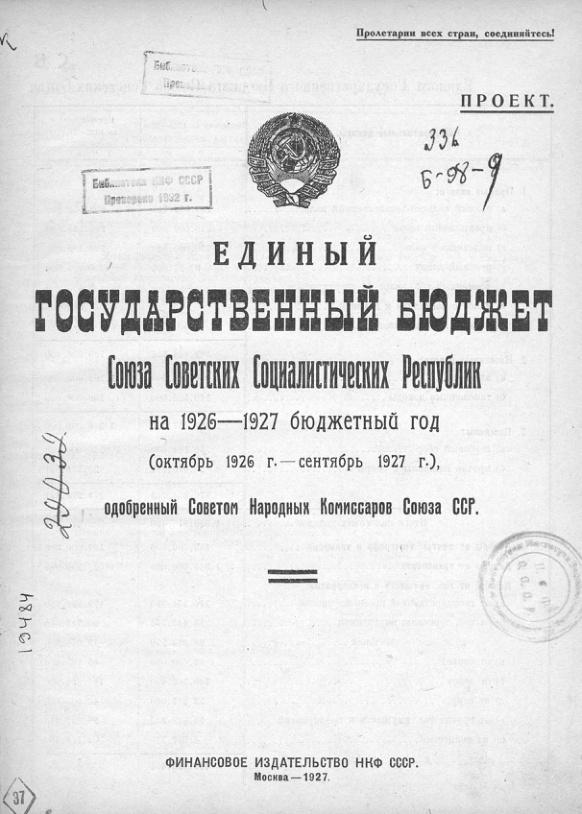 Пролетарии всех стран, соединяйтесь!
ПРОЕКТ.
336
Б-98-9
Библиотека НКФ СССР
Проверено 1932 г.
ЕДИНЫЙ
ГОСУДАРСТВЕННЫЙ БЮДЖЕТ
Союза Советских Социалистических Республик
на 1926—1927 бюджетный год
(октябрь 1926 г.—сентябрь 1927 г.),
одобренный Советом Народных Комиссаров Союза ССР.
19484
ФИНАНСОВОЕ ИЗДАТЕЛЬСТВО НКФ СССР.
Москва—1927.
37